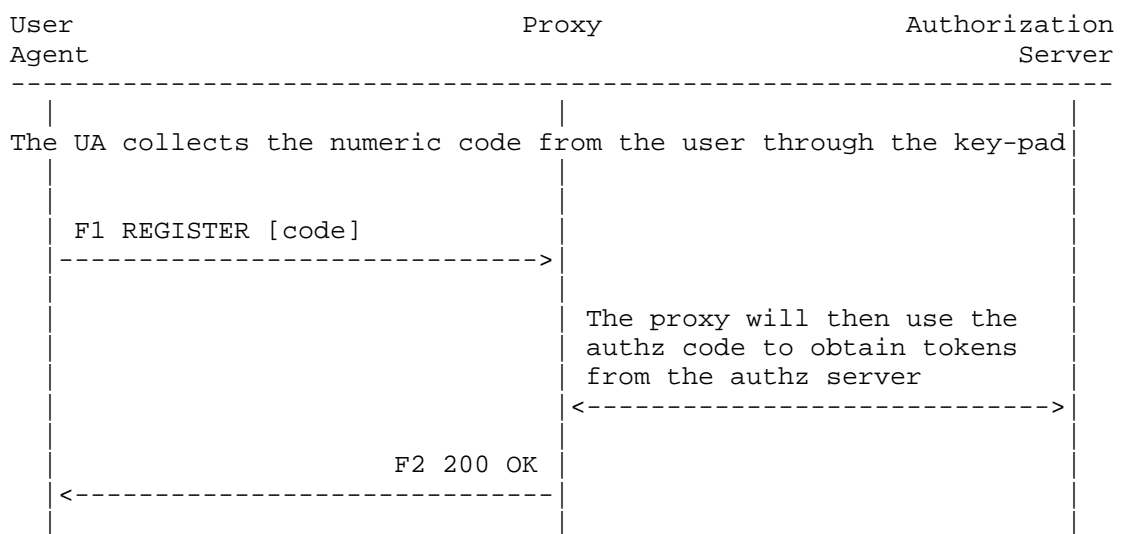 User Proxy Authorization
Agent Server
The UA collects the numeric code from the user through the key-pad
F1 REGISTER [code]
The proxy will then use the
authz code to obtain tokens
from the authz server
F2 200 OK